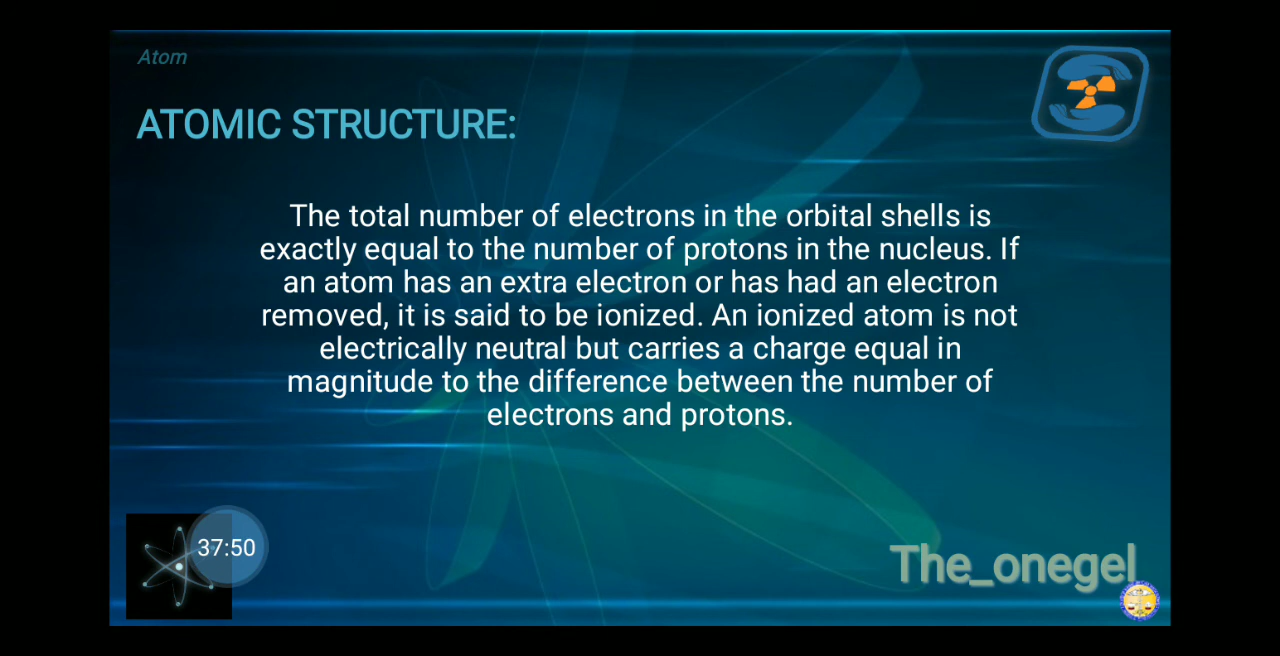 Atom
ATOMIC STRUCTURE:
The total number of electrons in the orbital shells is
exactly equal to the number of protons in the nucleus. If
an atom has an extra electron or has had an electron
removed, it is said to be ionized. An ionized atom is not
electrically neutral but carries a charge equal in
magnitude to the difference between the number of
electrons and protons.
37:50
The_onegel